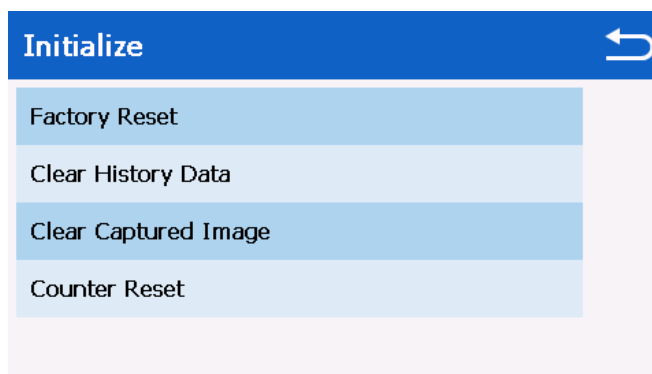 Initialize
Factory Reset
Clear History Data
Clear Captured Image
Counter Reset